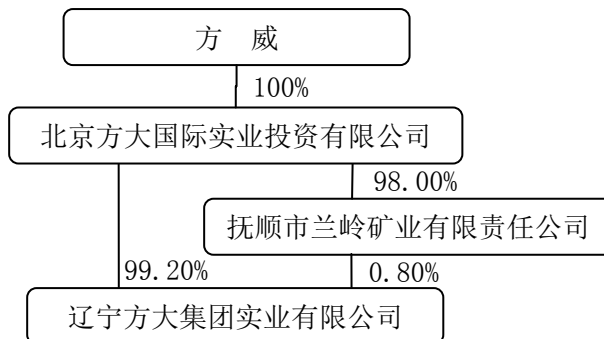 方 威
100%
北京方大国际实业投资有限公司
98.00%
抚顺市兰岭矿业有限责任公司
99.20%
0.80%
辽宁方大集团实业有限公司